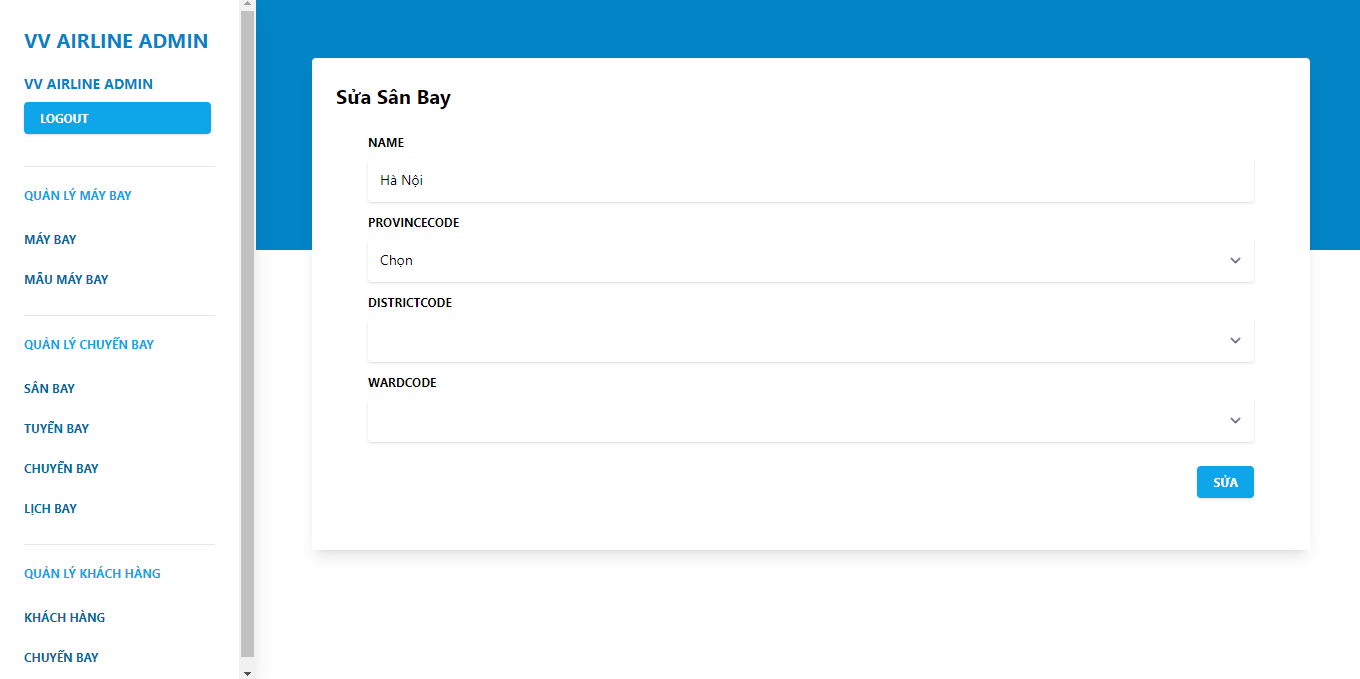 VV AIRLINE ADMIN
VV AIRLINE ADMIN
LOGOUT
QUẢN LÝ MÁY BAY
MÁY BAY
MẪU MÁY BAY
QUẢN LÝ CHUYẾN BAY
SÂN BAY
TUYẾN BAY
CHUYẾN BAY
LỊCH BAY
QUẢN LÝ KHÁCH HÀNG
KHÁCH HÀNG
CHUYẾN BAY
Sửa Sân Bay
NAME
Hà Nội
PROVINCECODE
Chọn
DISTRICTCODE
WARDCODE
SỬA